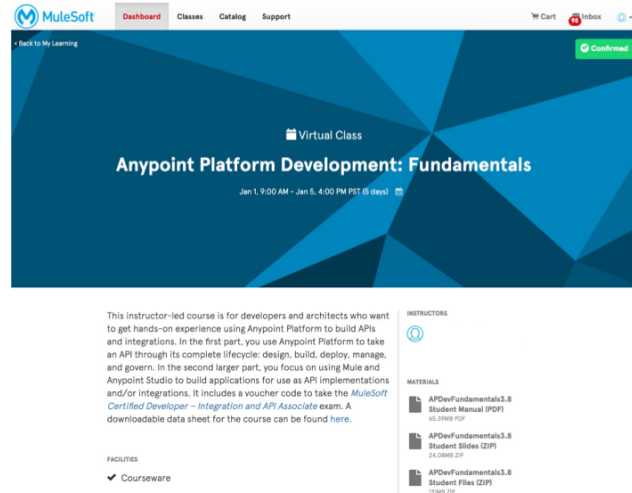 MuleSoft
Dashboard Classes Catalog Support
Cart 98 Inbox
< Back to My Learning
Confirmed
Virtual Class
Anypoint Platform Development: Fundamentals
Jan 1, 9:00 AM - Jan 5, 4:00 PM PST (5 days)
This instructor-led course is for developers and architects who want
to get hands-on experience using Anypoint Platform to build APIs
and integrations. In the first part, you use Anypoint Platform to take
an API through its complete lifecycle: design, build, deploy, manage,
and govern. In the second larger part, you focus on using Mule and
Anypoint Studio to build applications for use as API implementations
and/or integrations. It includes a voucher code to take the MuleSoft
Certified Developer – Integration and API Associate exam. A
downloadable data sheet for the course can be found here.
FACILITIES
Courseware
INSTRUCTORS
MATERIALS
APDevFundamentals3.8
Student Manual (PDF)
65.39MB PDF
APDevFundamentals3.8
Student Slides (ZIP)
24.08MB ZIP
APDevFundamentals3.8
Student Files (ZIP)